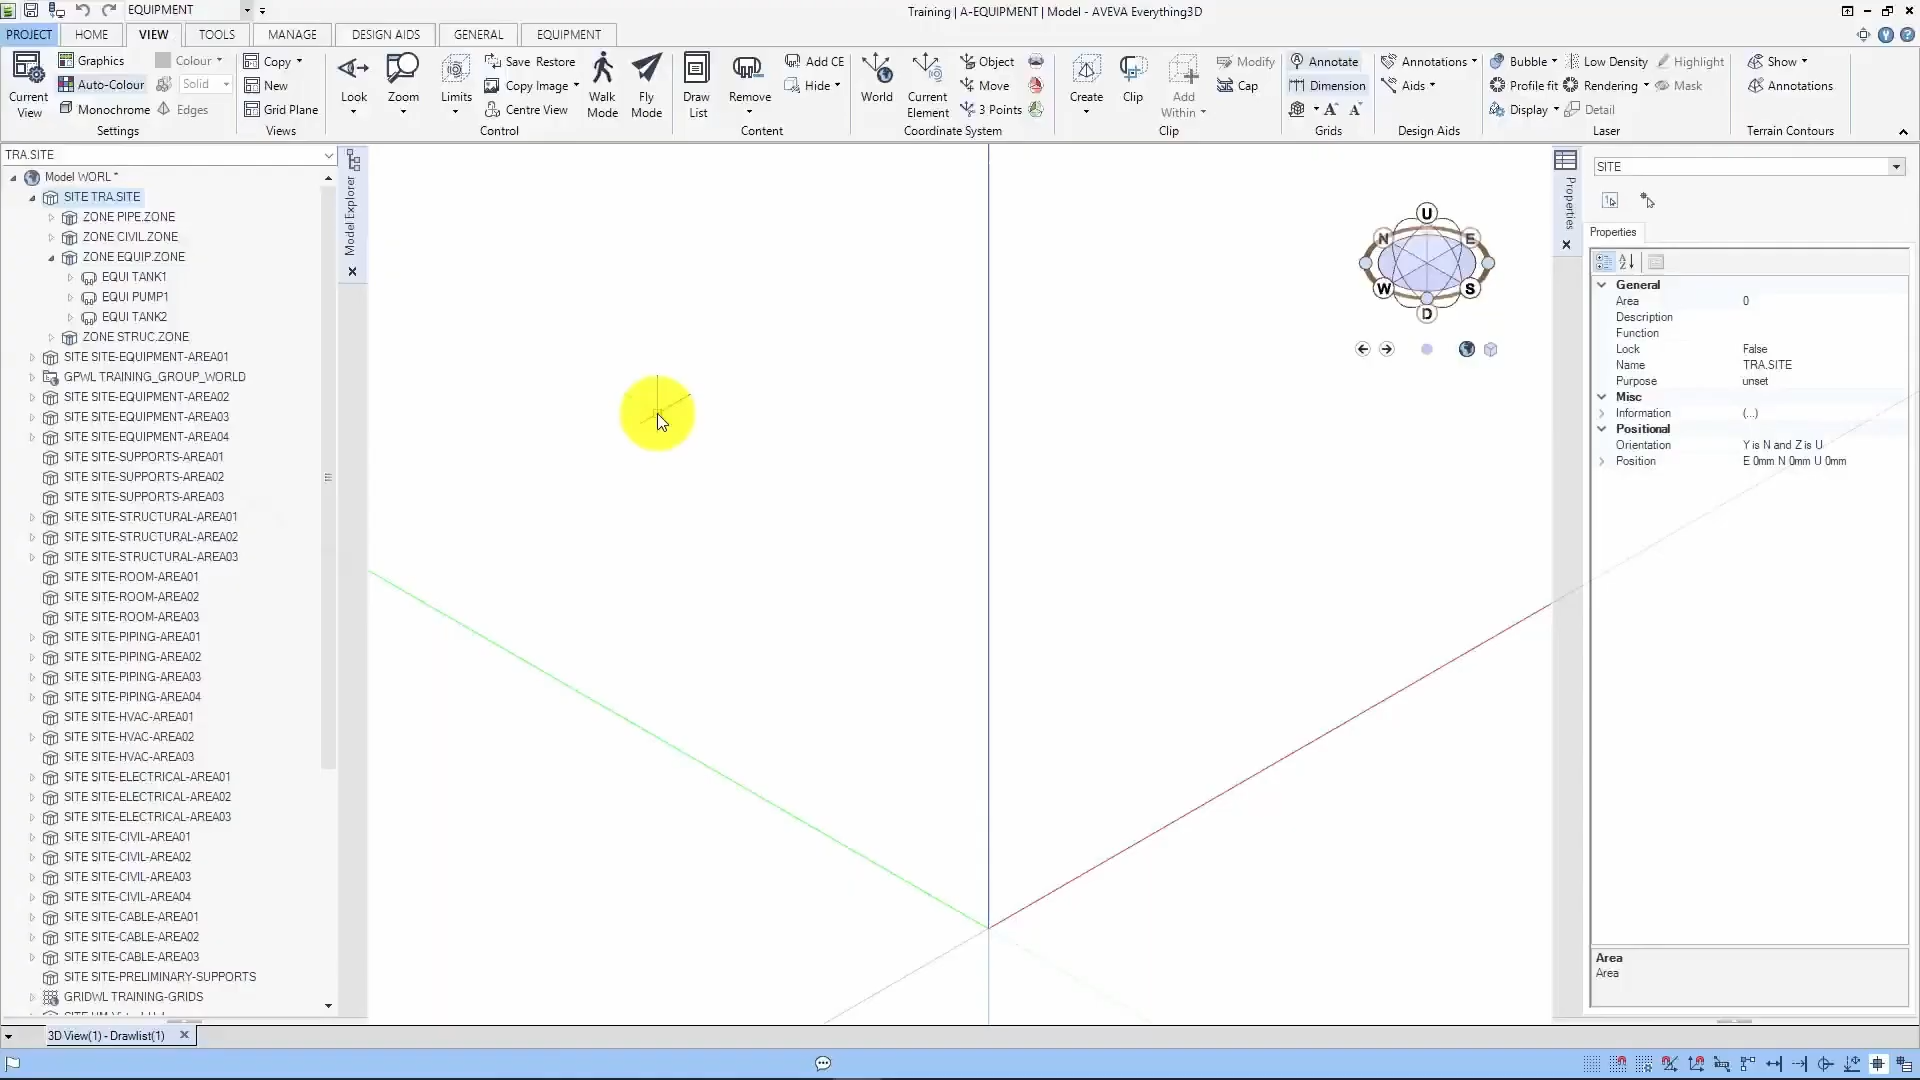 EQUIPMENT
Training | A-EQUIPMENT | Model - AVEVA Everything3D
PROJECT HOME VIEW TOOLS MANAGE DESIGN AIDS GENERAL EQUIPMENT
Current View
Graphics
Auto-Colour
Monochrome
Colour
Solid
Edges
Settings
Copy
New
Grid Plane
Views
Look
Zoom
Limits
Save Restore
Copy Image
Centre View
Walk Mode
Fly Mode
Control
Draw List
Remove
Add CE
Hide
Content
World
Current Element
Object
Move
3 Points
Coordinate System
Create
Clip
Add Within
Modify
Cap
Clip
Annotate
Dimension
Grids
Annotations
Aids
Design Aids
Bubble
Low Density
Highlight
Profile fit
Rendering
Mask
Display
Detail
Laser
Show
Annotations
Terrain Contours
TRA.SITE
Model WORL *
SITE TRA.SITE
ZONE PIPE.ZONE
ZONE CIVIL.ZONE
ZONE EQUIP.ZONE
EQUI TANK1
EQUI PUMP1
EQUI TANK2
ZONE STRUC.ZONE
SITE SITE-EQUIPMENT-AREA01
GPWL TRAINING_GROUP_WORLD
SITE SITE-EQUIPMENT-AREA02
SITE SITE-EQUIPMENT-AREA03
SITE SITE-EQUIPMENT-AREA04
SITE SITE-SUPPORTS-AREA01
SITE SITE-SUPPORTS-AREA02
SITE SITE-SUPPORTS-AREA03
SITE SITE-STRUCTURAL-AREA01
SITE SITE-STRUCTURAL-AREA02
SITE SITE-STRUCTURAL-AREA03
SITE SITE-ROOM-AREA01
SITE SITE-ROOM-AREA02
SITE SITE-ROOM-AREA03
SITE SITE-PIPING-AREA01
SITE SITE-PIPING-AREA02
SITE SITE-PIPING-AREA03
SITE SITE-PIPING-AREA04
SITE SITE-HVAC-AREA01
SITE SITE-HVAC-AREA02
SITE SITE-HVAC-AREA03
SITE SITE-ELECTRICAL-AREA01
SITE SITE-ELECTRICAL-AREA02
SITE SITE-ELECTRICAL-AREA03
SITE SITE-CIVIL-AREA01
SITE SITE-CIVIL-AREA02
SITE SITE-CIVIL-AREA03
SITE SITE-CIVIL-AREA04
SITE SITE-CABLE-AREA01
SITE SITE-CABLE-AREA02
SITE SITE-CABLE-AREA03
SITE SITE-PRELIMINARY-SUPPORTS
GRIDWL TRAINING-GRIDS
Model Explorer
U
N E
W S
D
Properties
SITE
Properties
General
Area 0
Description
Function
Lock False
Name TRA.SITE
Purpose unset
Misc
Information (...)
Positional
Orientation Y is N and Z is U
Position E 0mm N 0mm U 0mm
Area
Area
3D View(1) - Drawlist(1)